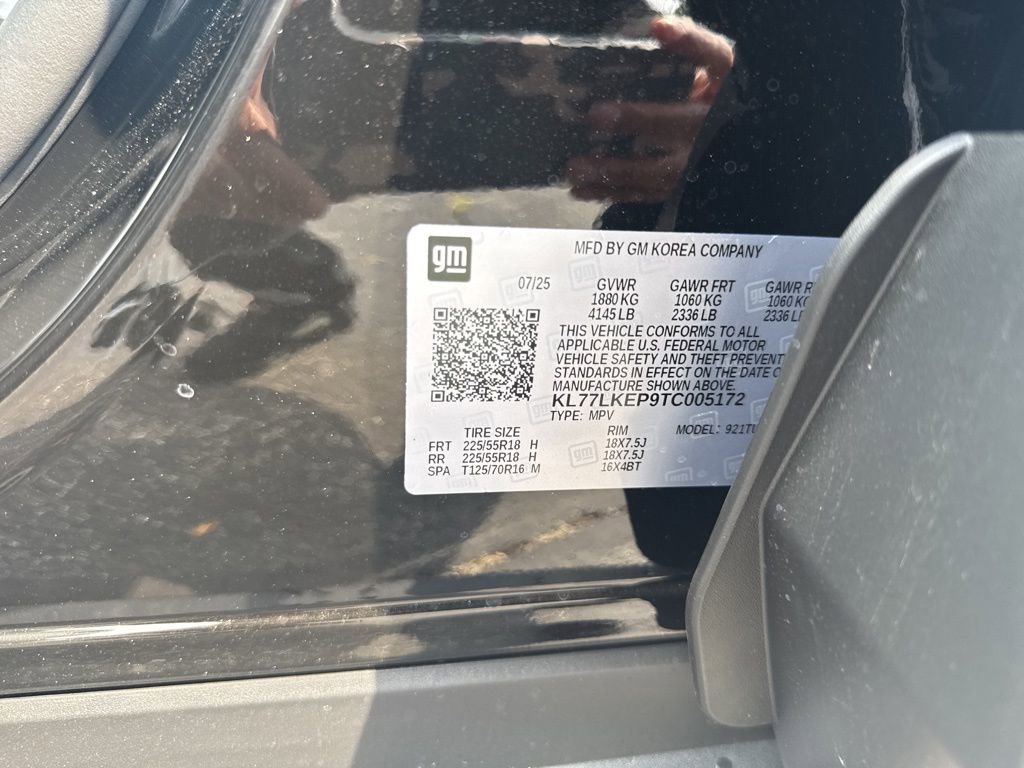 gm
MFD BY GM KOREA COMPANY
07/25 GVWR GAWR FRT GAWR
1880 KG 1060 KG 1060 KG
4145 LB 2336 LB 2336 LB
THIS VEHICLE CONFORMS TO ALL
APPLICABLE U.S. FEDERAL MOTOR
VEHICLE SAFETY AND THEFT PREVENT
STANDARDS IN EFFECT ON THE DATE O
MANUFACTURE SHOWN ABOVE.
KL77LKEP9TC005172
TYPE: MPV
TIRE SIZE RIM MODEL: 921TU
FRT 225/55R18 H 18X7.5J
RR 225/55R18 H 18X7.5J
SPA T125/70R16 M 16X4BT